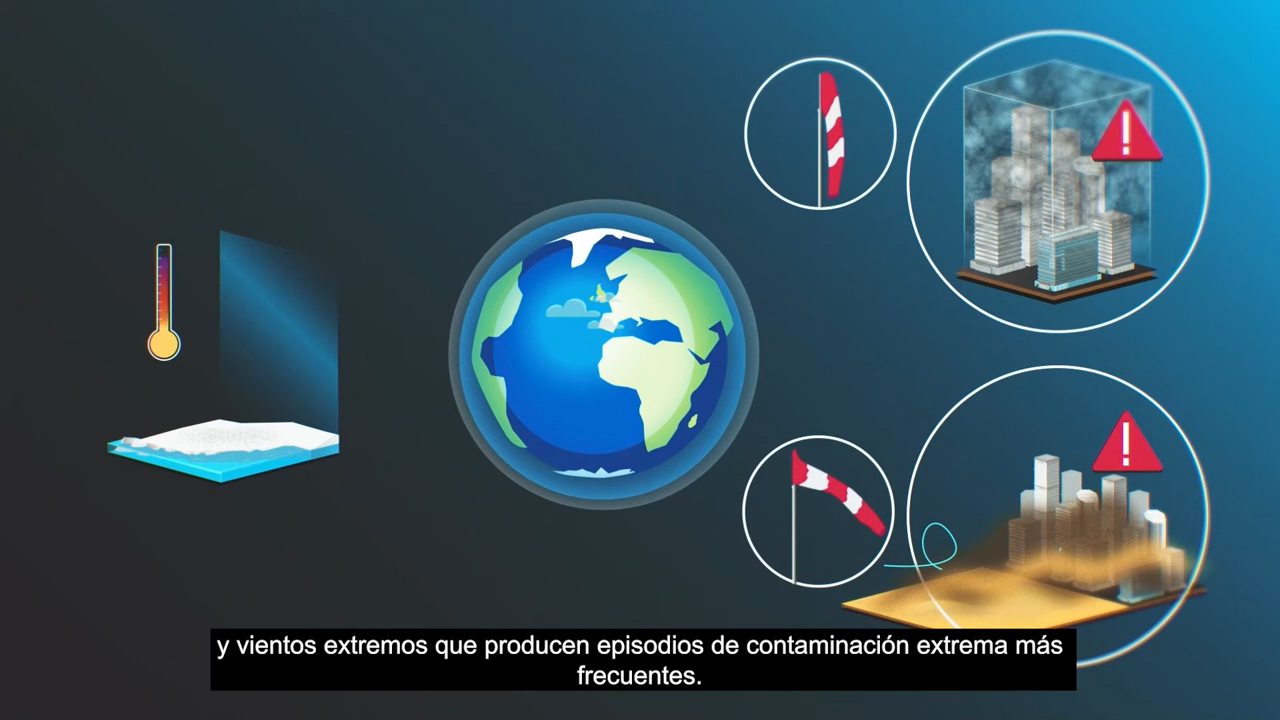 y vientos extremos que producen episodios de contaminación extrema más
frecuentes.